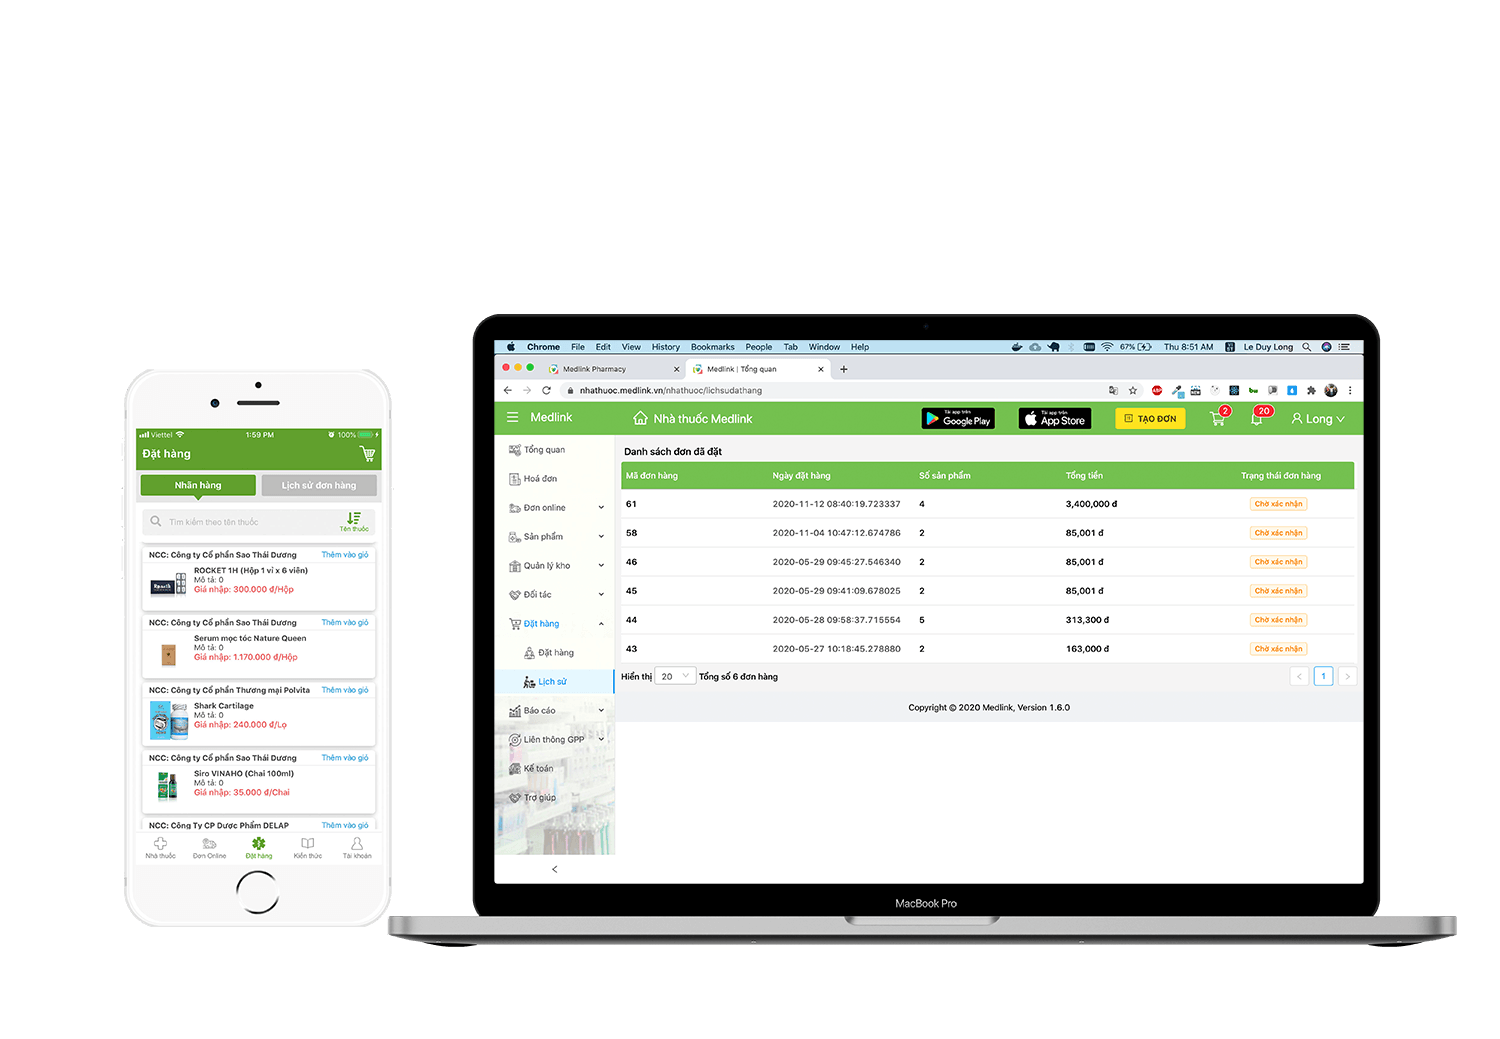 Viettel
1:59 PM
100%
Đặt hàng
Nhãn hàng
Lịch sử đơn hàng
Tìm kiếm theo tên thuốc
Tên thuốc
NCC: Công ty Cổ phần Sao Thái Dương
Thêm vào giỏ
ROCKET 1H (Hộp 1 vỉ x 6 viên)
Mô tả: 0
Giá nhập: 300.000 đ/Hộp
NCC: Công ty Cổ phần Sao Thái Dương
Thêm vào giỏ
Serum mọc tóc Nature Queen
Mô tả: 0
Giá nhập: 1.170.000 đ/Hộp
NCC: Công ty Cổ phần Thương mại Polvita
Thêm vào giỏ
Shark Cartilage
Mô tả: 0
Giá nhập: 240.000 đ/Lọ
NCC: Công ty Cổ phần Sao Thái Dương
Thêm vào giỏ
Siro VINAHO (Chai 100ml)
Mô tả: 0
Giá nhập: 35.000 đ/Chai
NCC: Công Ty CP Dược Phẩm DELAP
Thêm vào giỏ
Nhà thuốc
Đơn Online
Đặt hàng
Kiến thức
Tài khoản
Chrome File Edit View History Bookmarks People Tab Window Help
67%
Thu 8:51 AM
Le Duy Long
Medlink Pharmacy
Medlink | Tổng quan
nhathuoc.medlink.vn/nhathuoc/lichsudathang
ABP
Medlink
Nhà thuốc Medlink
Tải app trên
Google Play
Tải app trên
App Store
TẠO ĐƠN
2
20
Long
Tổng quan
Hoá đơn
Đơn online
Sản phẩm
Quản lý kho
Đối tác
Đặt hàng
Đặt hàng
Lịch sử
Báo cáo
Liên thông GPP
Kế toán
Trợ giúp
Danh sách đơn đã đặt
Mã đơn hàng Ngày đặt hàng Số sản phẩm Tổng tiền Trạng thái đơn hàng
61 2020-11-12 08:40:19.723337 4 3,400,000 đ Chờ xác nhận
58 2020-11-04 10:47:12.674786 2 85,001 đ Chờ xác nhận
46 2020-05-29 09:45:27.546340 2 85,001 đ Chờ xác nhận
45 2020-05-29 09:41:09.678025 2 85,001 đ Chờ xác nhận
44 2020-05-28 09:58:37.715554 5 313,300 đ Chờ xác nhận
43 2020-05-27 10:18:45.278880 2 163,000 đ Chờ xác nhận
Hiển thị 20 Tổng số 6 đơn hàng
1
Copyright © 2020 Medlink, Version 1.6.0
MacBook Pro